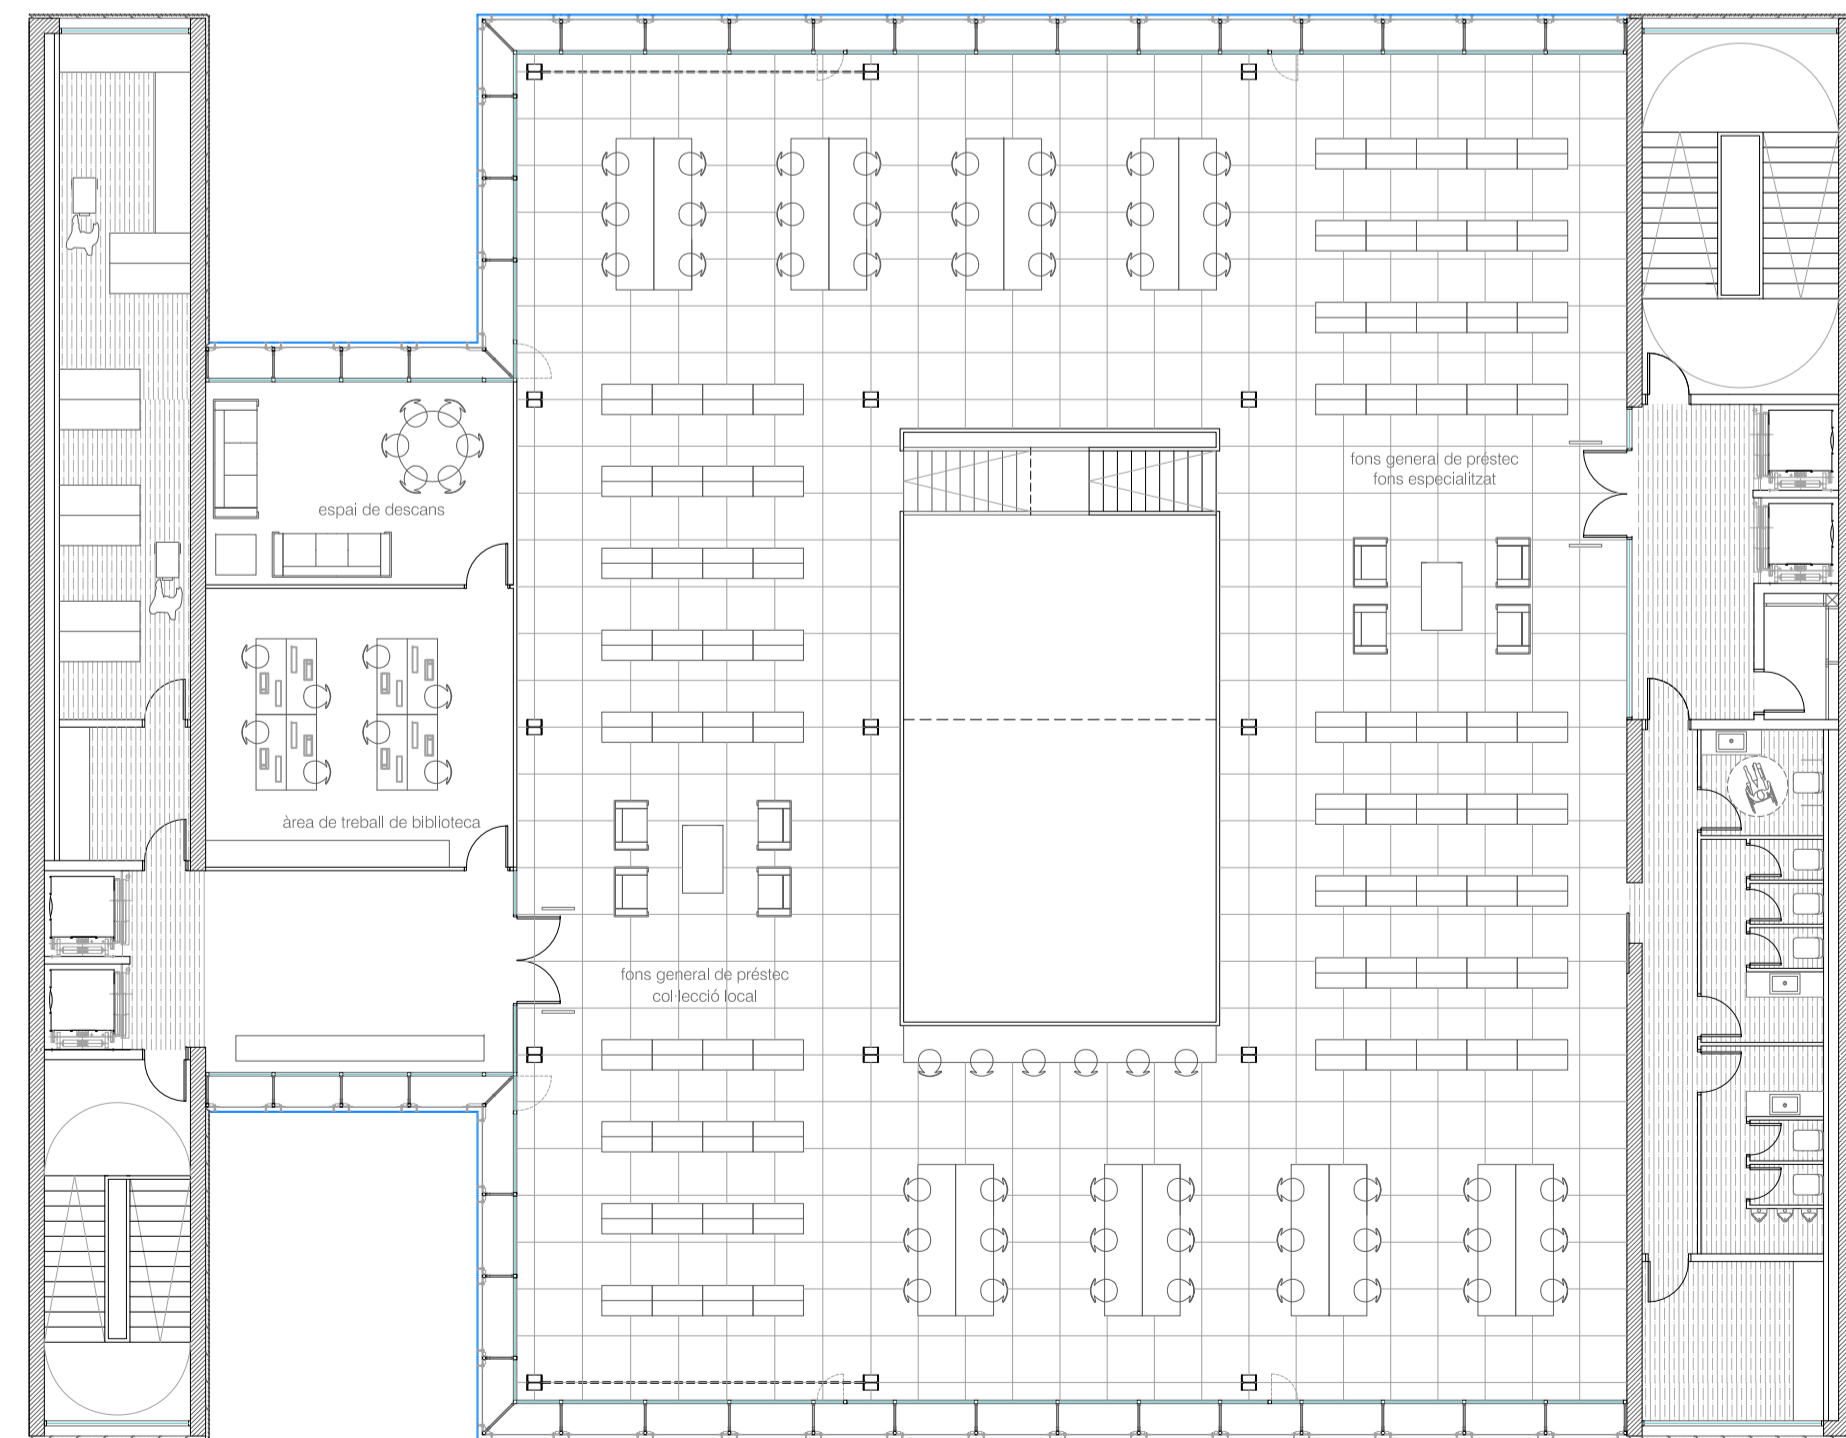 fons general de préstec
fons especialitzat
espai de descans
àrea de treball de biblioteca
fons general de préstec
col·lecció local